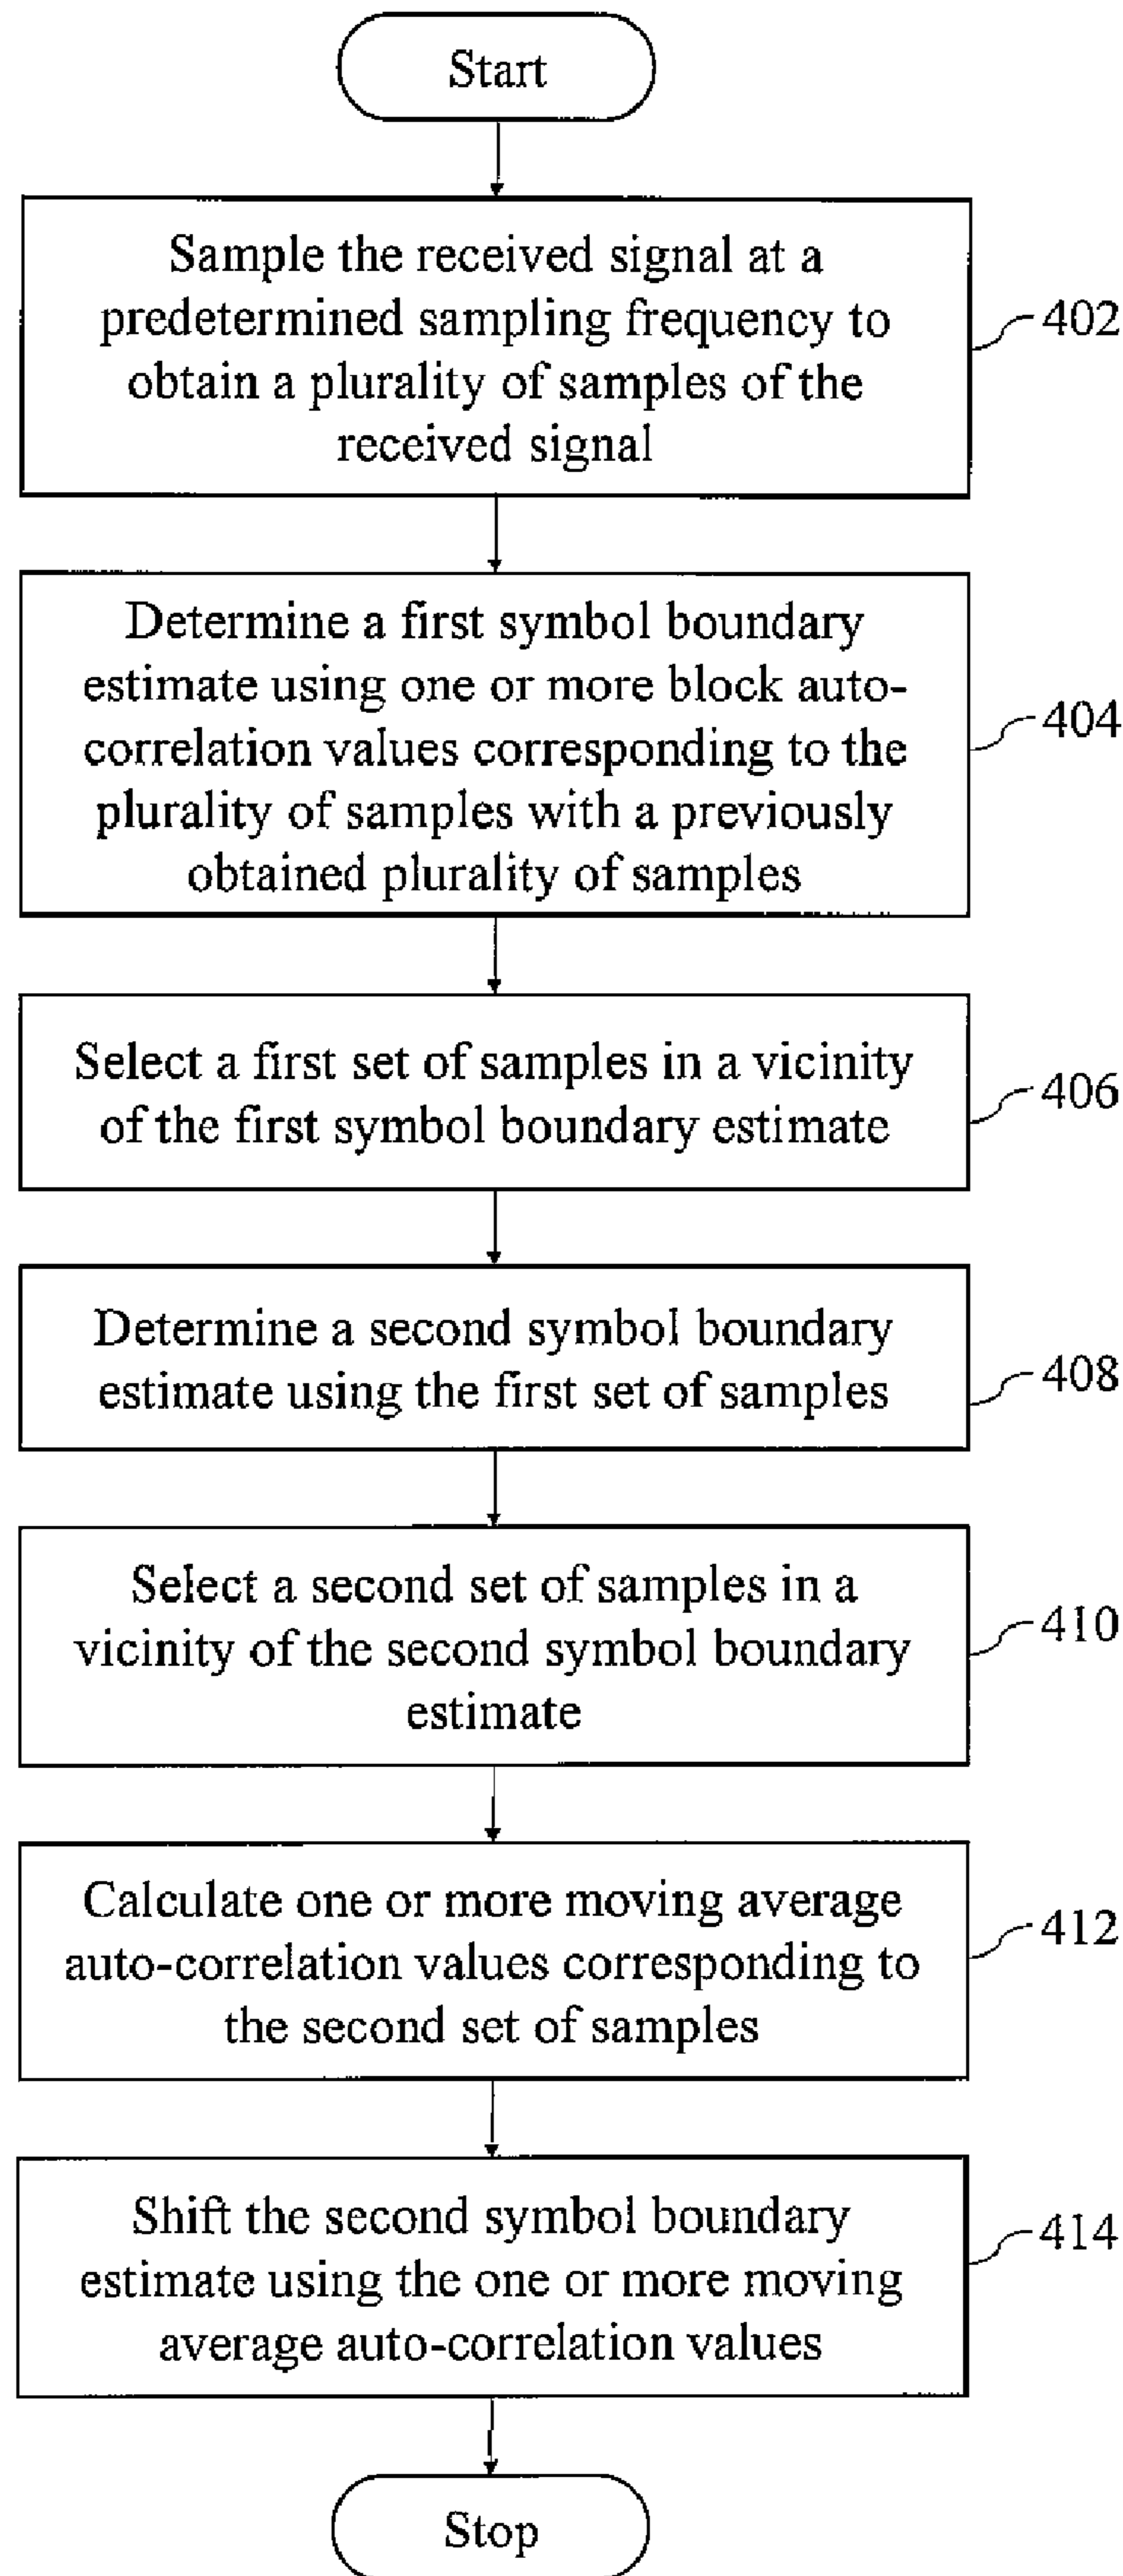 Start
Sample the received signal at a
predetermined sampling frequency to
obtain a plurality of samples of the
received signal
402
Determine a first symbol boundary
estimate using one or more block auto-
correlation values corresponding to the
plurality of samples with a previously
obtained plurality of samples
404
Select a first set of samples in a vicinity
of the first symbol boundary estimate
406
Determine a second symbol boundary
estimate using the first set of samples
408
Select a second set of samples in a
vicinity of the second symbol boundary
estimate
410
Calculate one or more moving average
auto-correlation values corresponding to
the second set of samples
412
Shift the second symbol boundary
estimate using the one or more moving
average auto-correlation values
414
Stop